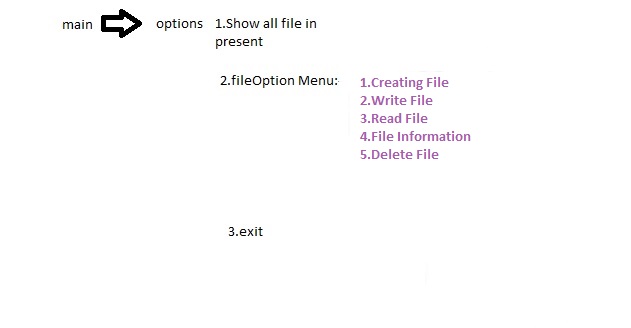 main options 1.Show all file in
present
2.fileOption Menu:
1.Creating File
2.Write File
3.Read File
4.File Information
5.Delete File
3.exit